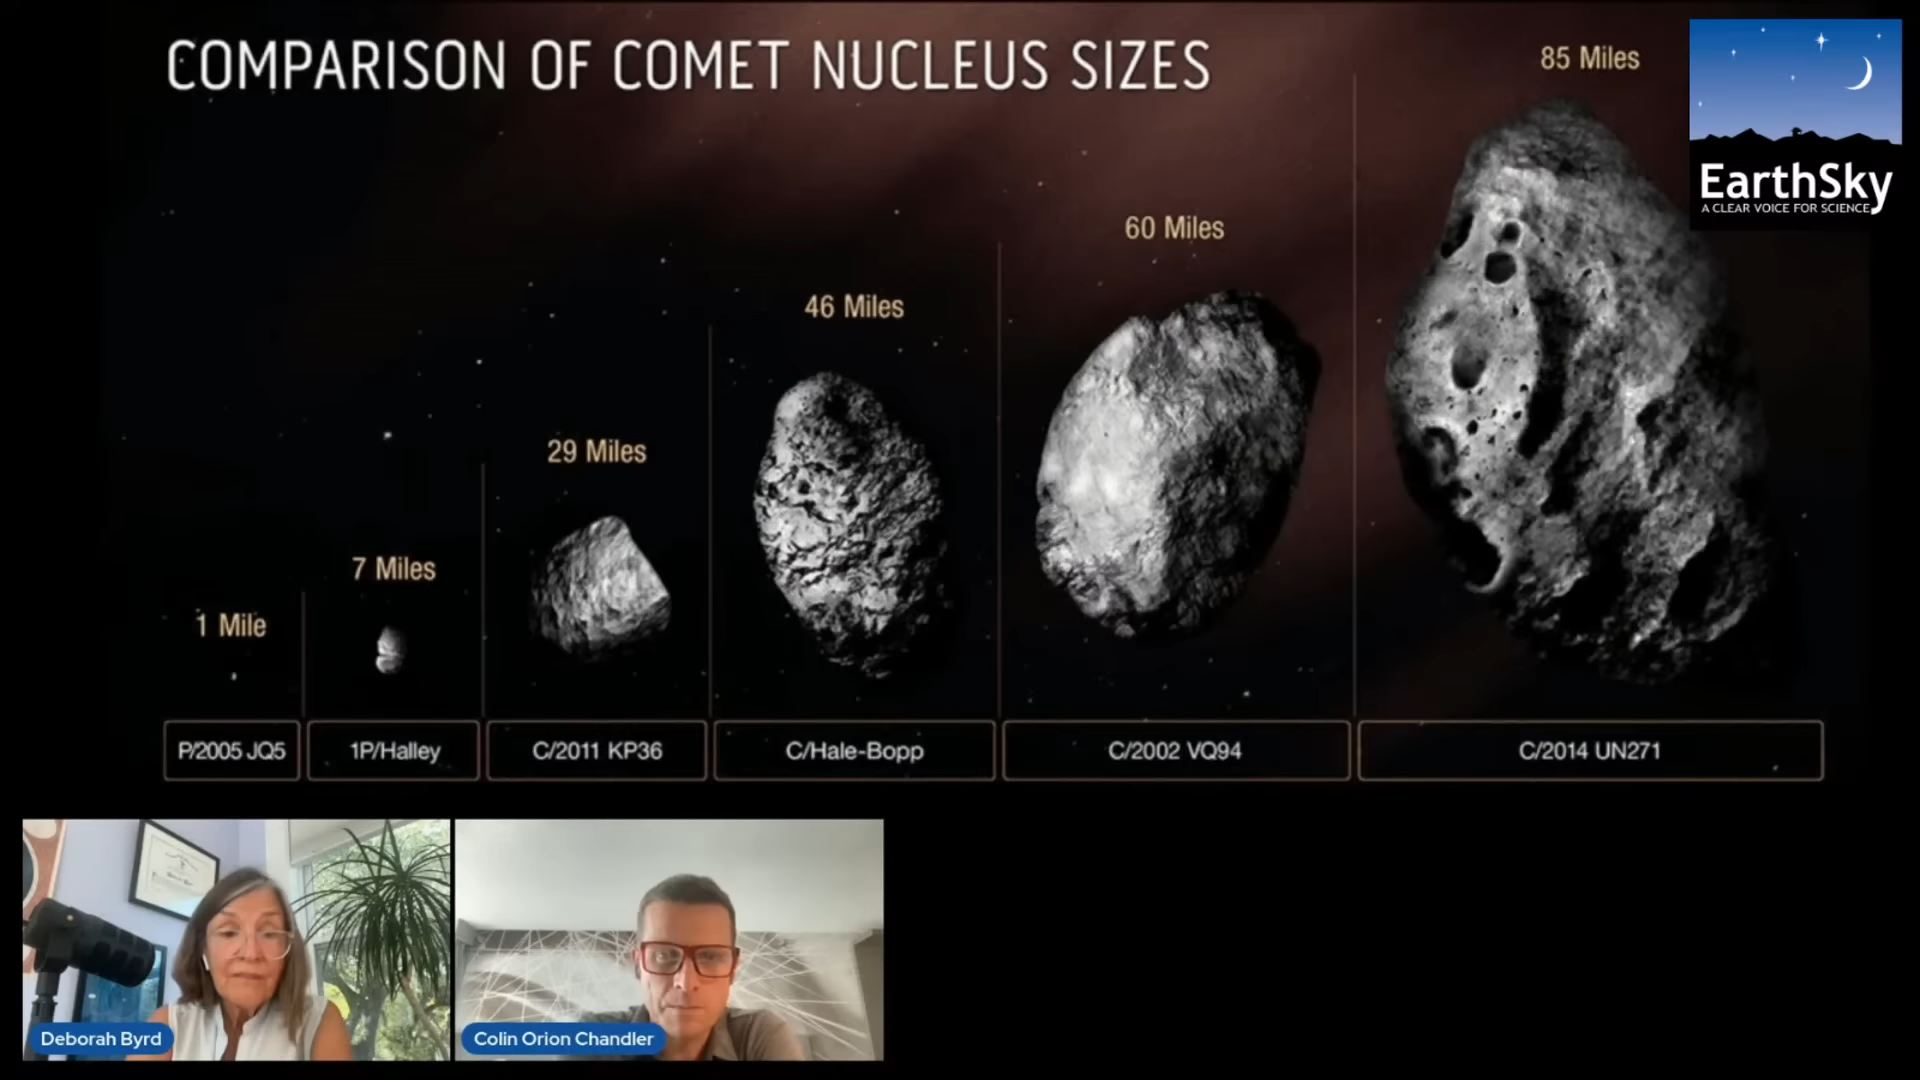 COMPARISON OF COMET NUCLEUS SIZES
85 Miles
EarthSky
A CLEAR VOICE FOR SCIENCE
60 Miles
46 Miles
29 Miles
7 Miles
1 Mile
P/2005 JQ5
1P/Halley
C/2011 KP36
C/Hale-Bopp
C/2002 VQ94
C/2014 UN271
Deborah Byrd
Colin Orion Chandler